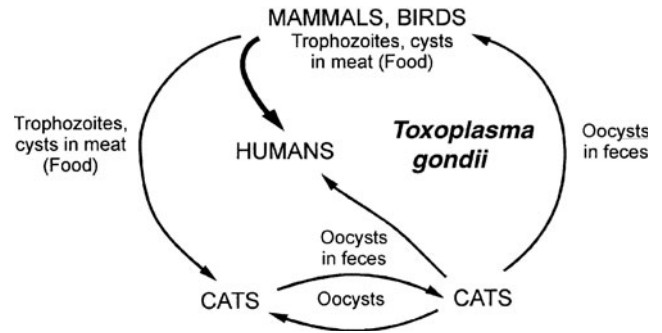 MAMMALS, BIRDS
Trophozoites, cysts
in meat (Food)
Trophozoites,
cysts in meat
(Food)
Toxoplasma
gondii
Oocysts
in feces
HUMANS
Oocysts
in feces
CATS
Oocysts
CATS